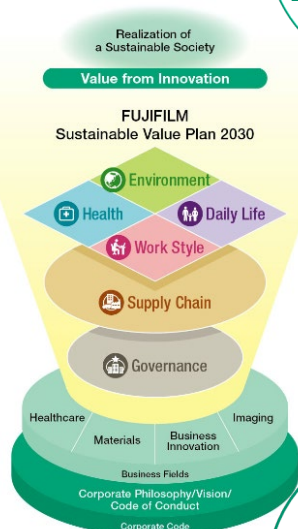 Realization of
a Sustainable Society
Value from Innovation
FUJIFILM
Sustainable Value Plan 2030
Environment
Health
Daily Life
Work Style
Supply Chain
Governance
Healthcare
Materials
Business
Innovation
Imaging
Business Fields
Corporate Philosophy/Vision/
Code of Conduct
Corporate Code